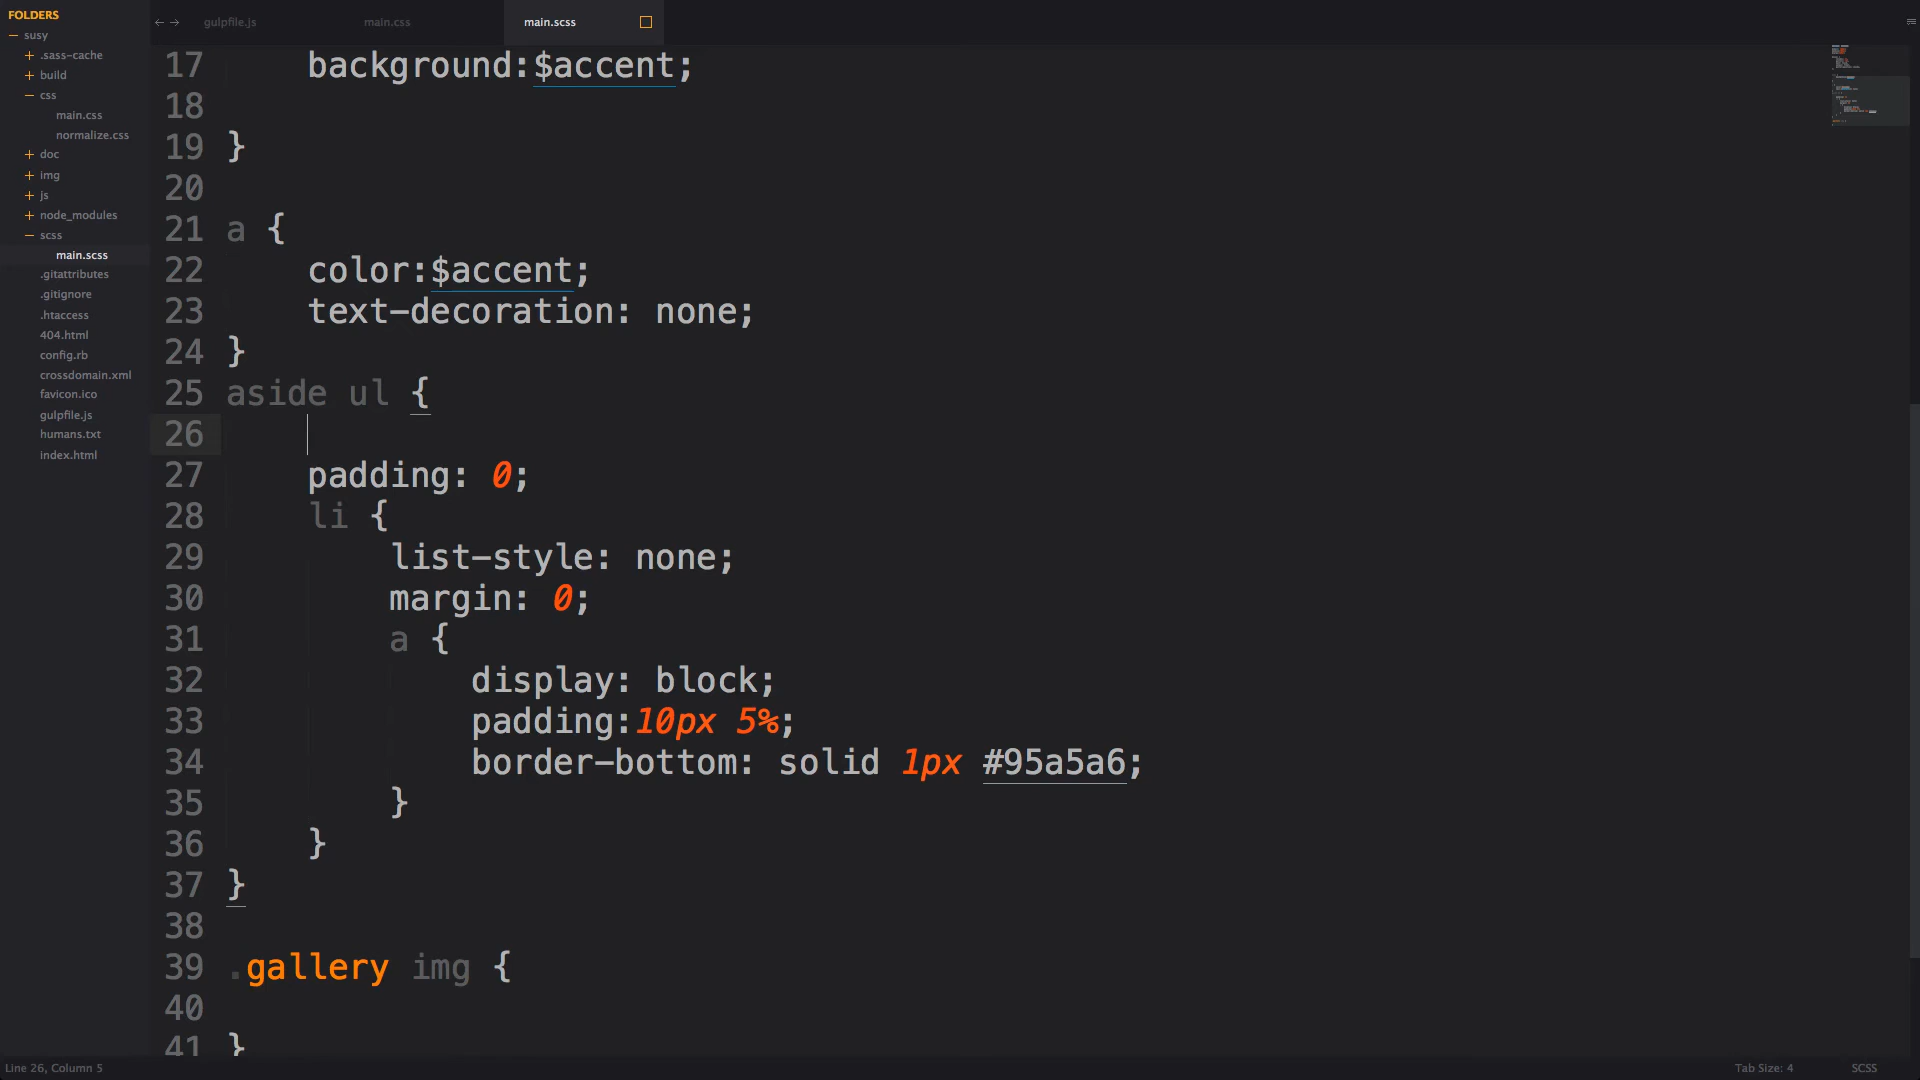 FOLDERS
susy
.sass-cache
build
css
main.css
normalize.css
doc
img
js
node_modules
scss
main.scss
.gitattributes
.gitignore
.htaccess
404.html
config.rb
crossdomain.xml
favicon.ico
gulpfile.js
humans.txt
index.html
gulpfile.js main.css main.scss
17 background:$accent;
18
19 }
20
21 a {
22 color:$accent;
23 text-decoration: none;
24 }
25 aside ul {
26
27 padding: 0;
28 li {
29 list-style: none;
30 margin: 0;
31 a {
32 display: block;
33 padding:10px 5%;
34 border-bottom: solid 1px #95a5a6;
35 }
36 }
37 }
38
39 .gallery img {
40
41 }
Line 26, Column 5 Tab Size: 4 SCSS